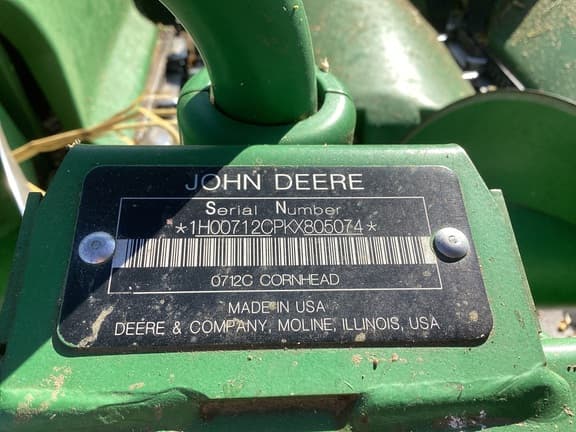 JOHN DEERE
Serial Number
*1H00712CPKX805074*
0712C CORNHEAD
MADE IN USA
DEERE & COMPANY, MOLINE, ILLINOIS, USA